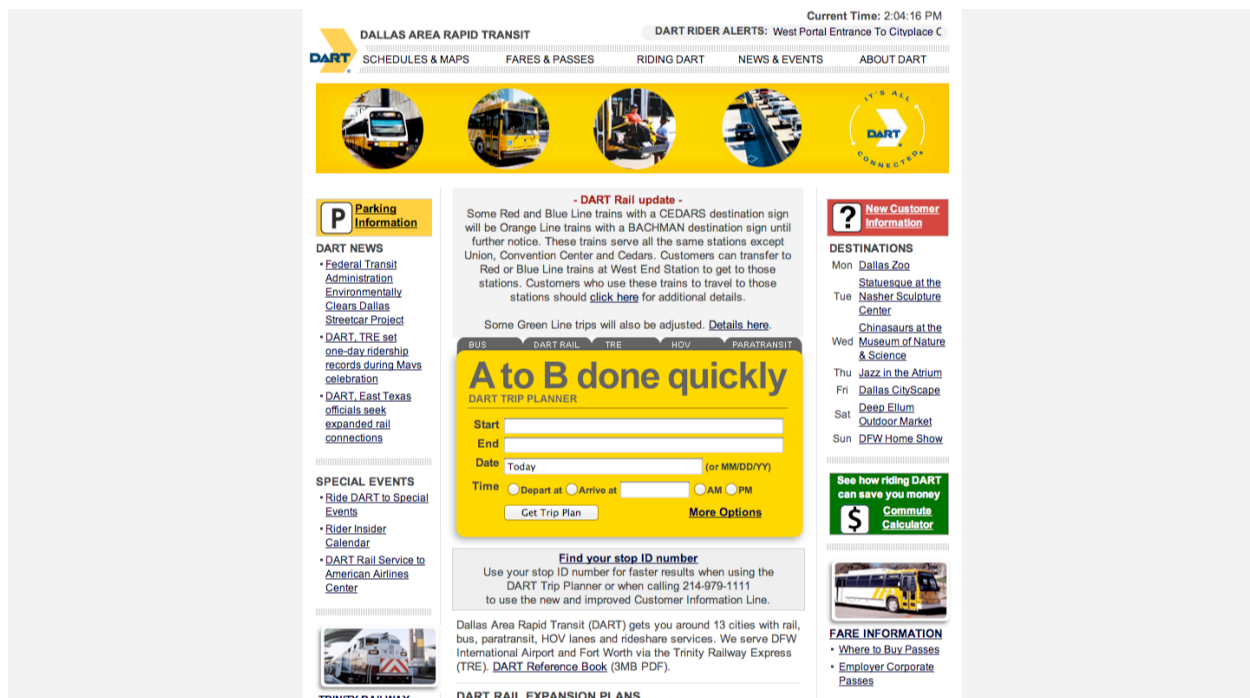 Current Time: 2:04:16 PM
DALLAS AREA RAPID TRANSIT
DART RIDER ALERTS: West Portal Entrance To Cityplace C
DART
SCHEDULES & MAPS
FARES & PASSES
RIDING DART
NEWS & EVENTS
ABOUT DART
IT'S ALL
DART
CONNECTED
P
Parking
Information
DART NEWS
• Federal Transit
Administration
Environmentally
Clears Dallas
Streetcar Project
• DART, TRE set
one-day ridership
records during Mavs
celebration
• DART, East Texas
officials seek
expanded rail
connections
SPECIAL EVENTS
• Ride DART to Special
Events
• Rider Insider
Calendar
• DART Rail Service to
American Airlines
Center
TRINITY RAILWAY
- DART Rail update -
Some Red and Blue Line trains with a CEDARS destination sign
will be Orange Line trains with a BACHMAN destination sign until
further notice. These trains serve all the same stations except
Union, Convention Center and Cedars. Customers can transfer to
Red or Blue Line trains at West End Station to get to those
stations. Customers who use these trains to travel to those
stations should click here for additional details.
Some Green Line trips will also be adjusted. Details here.
BUS
DART RAIL
TRE
HOV
PARATRANSIT
A to B done quickly
DART TRIP PLANNER
Start
End
Date Today (or MM/DD/YY)
Time Depart at Arrive at AM PM
Get Trip Plan
More Options
Find your stop ID number
Use your stop ID number for faster results when using the
DART Trip Planner or when calling 214-979-1111
to use the new and improved Customer Information Line.
Dallas Area Rapid Transit (DART) gets you around 13 cities with rail,
bus, paratransit, HOV lanes and rideshare services. We serve DFW
International Airport and Fort Worth via the Trinity Railway Express
(TRE). DART Reference Book (3MB PDF).
DART RAIL EXPANSION PLANS
?
New Customer
Information
DESTINATIONS
Mon Dallas Zoo
Tue Statuesque at the
Nasher Sculpture
Center
Wed Chinasaurs at the
Museum of Nature
& Science
Thu Jazz in the Atrium
Fri Dallas CityScape
Sat Deep Ellum
Outdoor Market
Sun DFW Home Show
See how riding DART
can save you money
$
Commute
Calculator
FARE INFORMATION
• Where to Buy Passes
• Employer Corporate
Passes